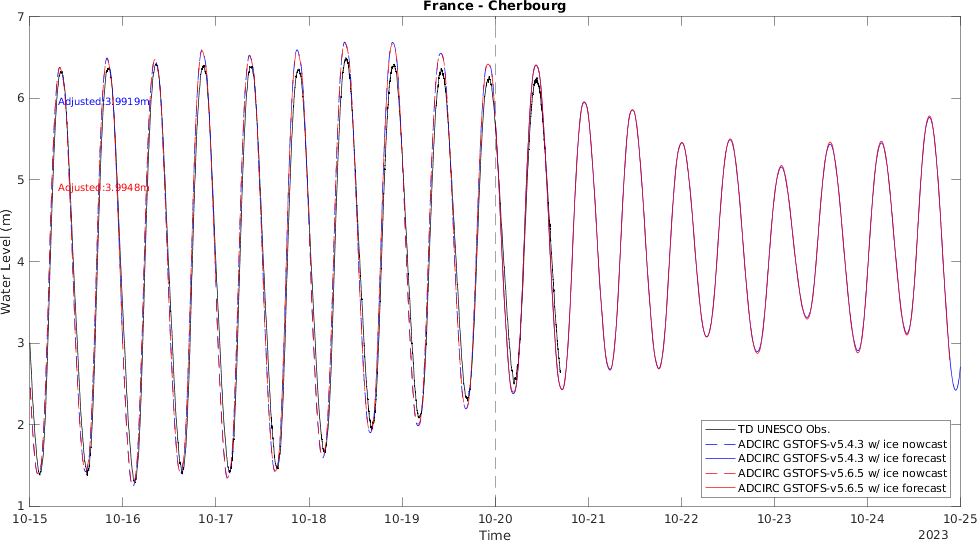 France - Cherbourg
7
6
5
4
3
2
1
Water Level (m)
Adjusted:3.9919m
Adjusted:3.9948m
TD UNESCO Obs.
ADCIRC GSTOFS-v5.4.3 w/ ice nowcast
ADCIRC GSTOFS-v5.4.3 w/ ice forecast
ADCIRC GSTOFS-v5.6.5 w/ ice nowcast
ADCIRC GSTOFS-v5.6.5 w/ ice forecast
10-15 10-16 10-17 10-18 10-19 10-20 10-21 10-22 10-23 10-24 10-25
Time
2023